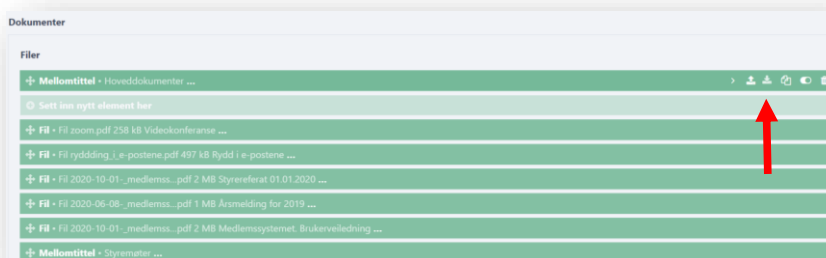 Dokumenter
Filer
Mellomtittel • Hoveddokumenter ...
Sett inn nytt element her
Fil • Fil zoom.pdf 258 kB Videokonferanse ...
Fil • Fil ryddding_i_e-postene.pdf 497 kB Rydd i e-postene ...
Fil • Fil 2020-10-01-_medlemss...pdf 2 MB Styrereferat 01.01.2020 ...
Fil • Fil 2020-06-08-_medlemss...pdf 1 MB Årsmelding for 2019 ...
Fil • Fil 2020-10-01-_medlemss...pdf 2 MB Medlemssystemet. Brukerveiledning ...
Mellomtittel • Styremøter ...